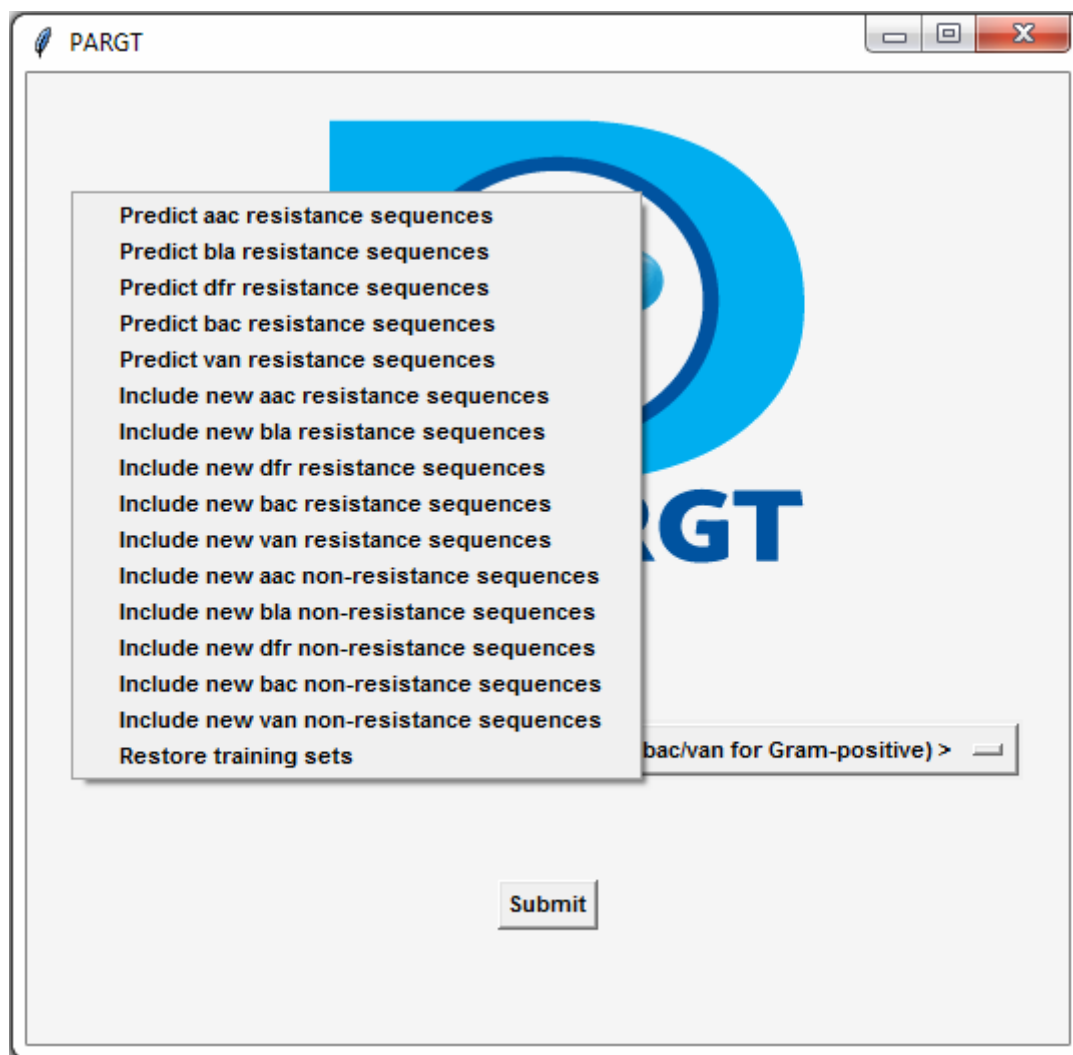 PARGT
Predict aac resistance sequences
Predict bla resistance sequences
Predict dfr resistance sequences
Predict bac resistance sequences
Predict van resistance sequences
Include new aac resistance sequences
Include new bla resistance sequences
Include new dfr resistance sequences
Include new bac resistance sequences
Include new van resistance sequences
Include new aac non-resistance sequences
Include new bla non-resistance sequences
Include new dfr non-resistance sequences
Include new bac non-resistance sequences
Include new van non-resistance sequences
Restore training sets
GT
bac/van for Gram-positive) >
Submit